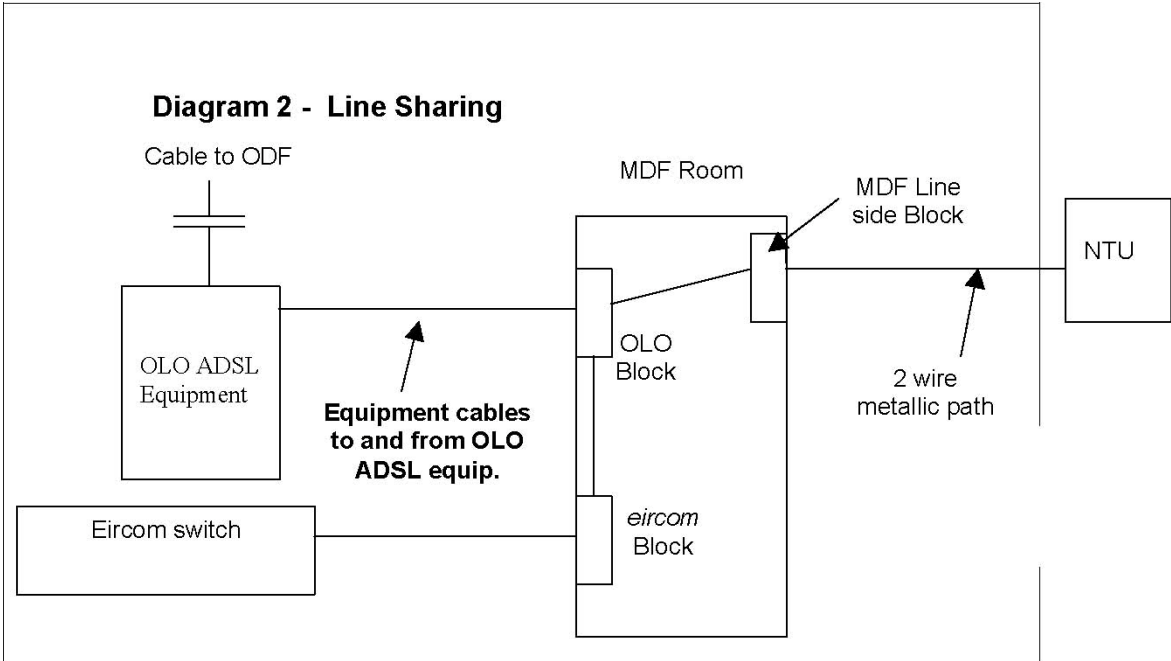 Diagram 2 - Line Sharing
Cable to ODF
MDF Room
MDF Line
side Block
NTU
OLO ADSL
Equipment
OLO
Block
2 wire
metallic path
Equipment cables
to and from OLO
ADSL equip.
Eircom switch
eircom
Block